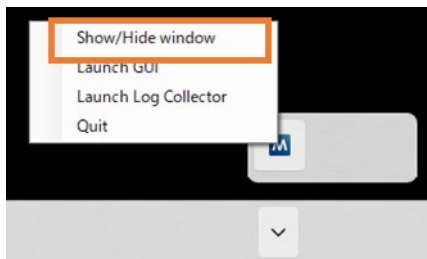 Show/Hide window
Launch GUI
Launch Log Collector
Quit
M